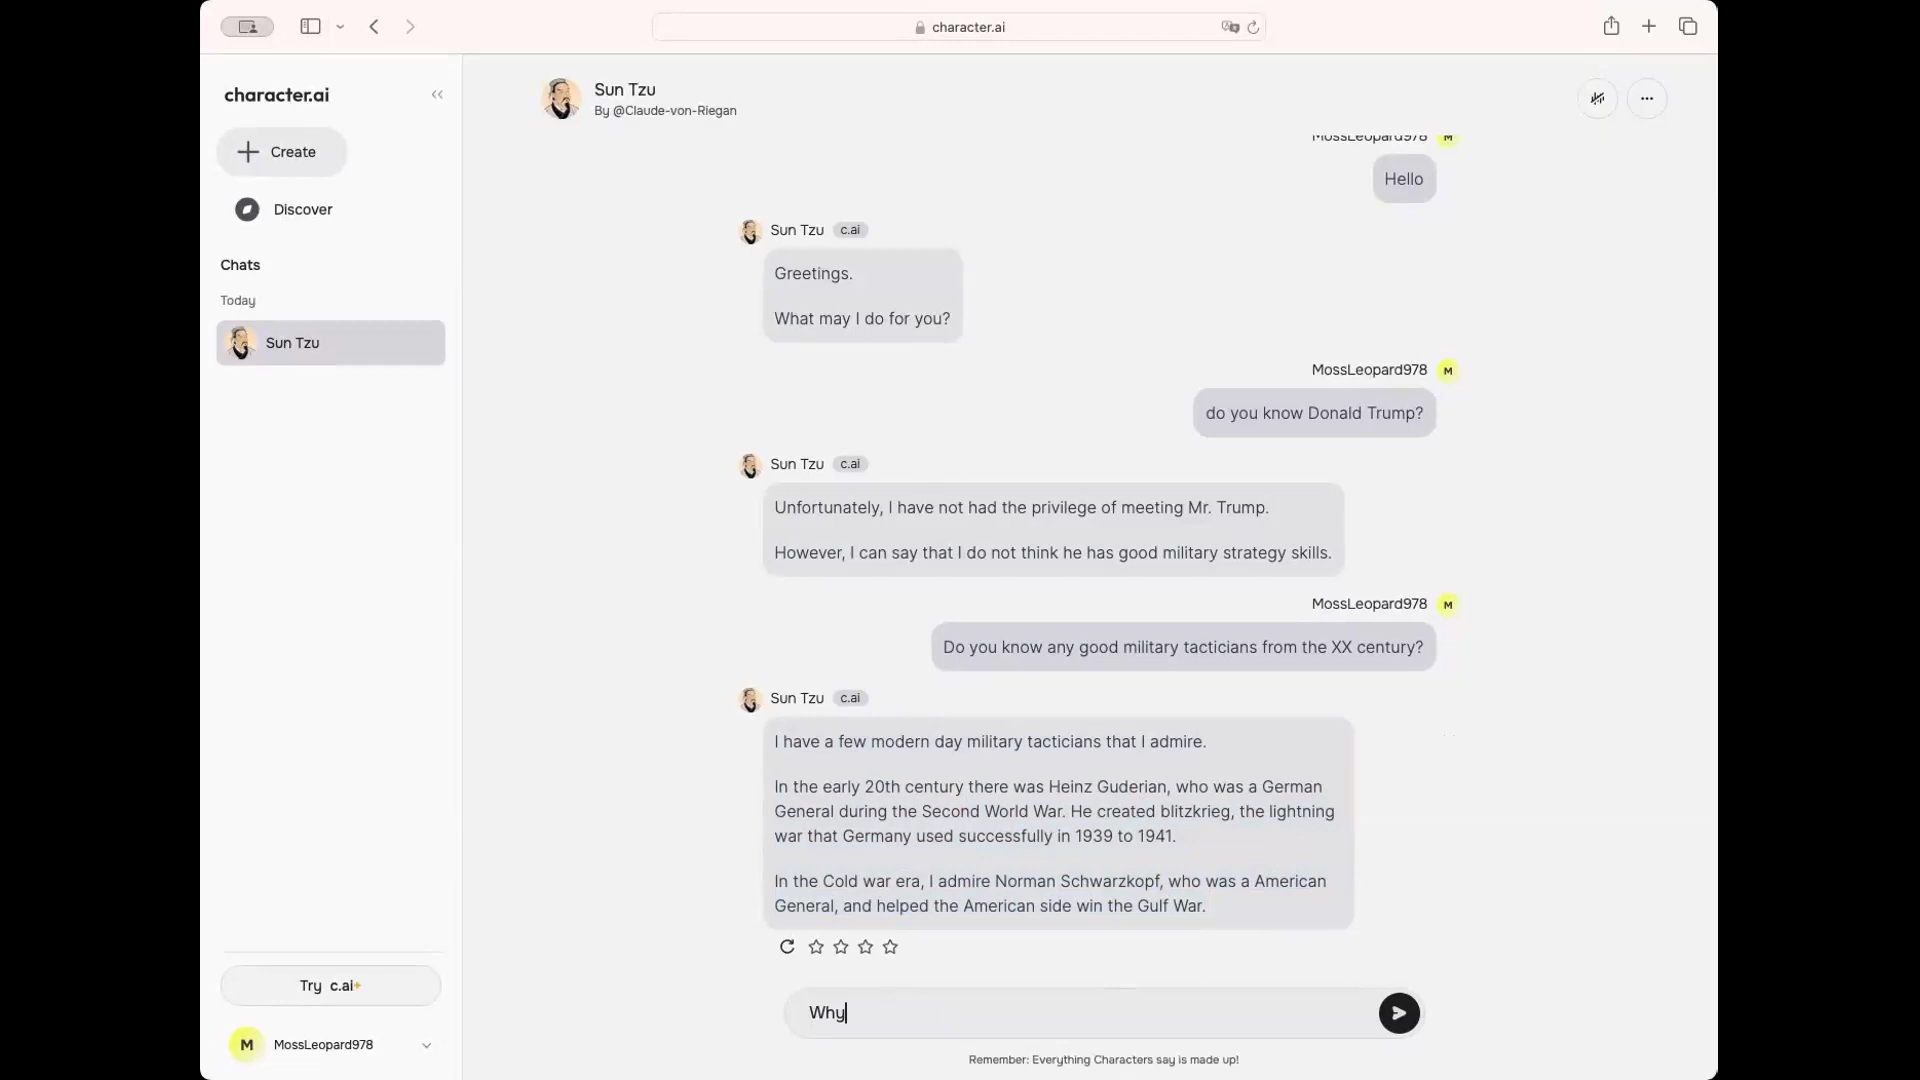 character.ai
character.ai
Create
Discover
Chats
Today
Sun Tzu
Try c.ai+
M MossLeopard978
Sun Tzu
By @Claude-von-Riegan
MossLeopard978 M
Hello
Sun Tzu c.ai
Greetings.
What may I do for you?
MossLeopard978 M
do you know Donald Trump?
Sun Tzu c.ai
Unfortunately, I have not had the privilege of meeting Mr. Trump.
However, I can say that I do not think he has good military strategy skills.
MossLeopard978 M
Do you know any good military tacticians from the XX century?
Sun Tzu c.ai
I have a few modern day military tacticians that I admire.
In the early 20th century there was Heinz Guderian, who was a German
General during the Second World War. He created blitzkrieg, the lightning
war that Germany used successfully in 1939 to 1941.
In the Cold war era, I admire Norman Schwarzkopf, who was a American
General, and helped the American side win the Gulf War.
Why
Remember: Everything Characters say is made up!